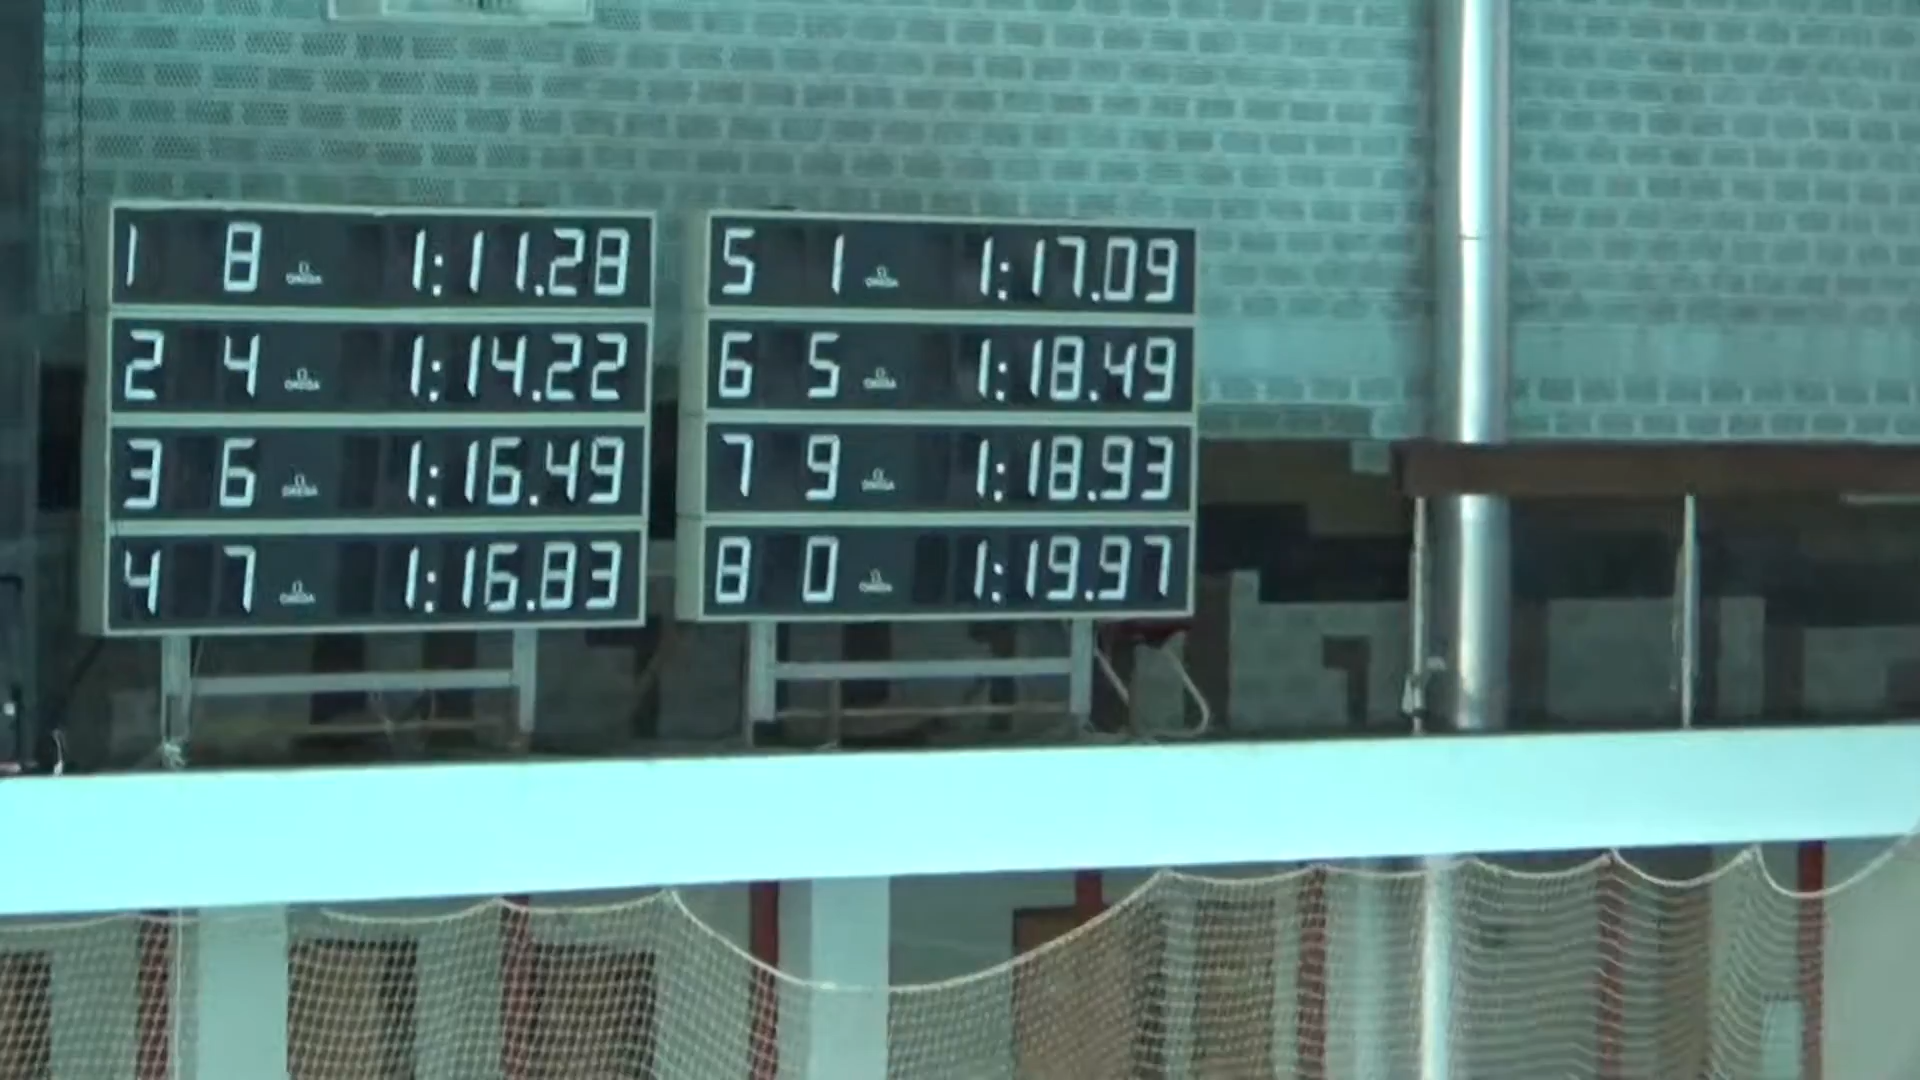 1 8 Ω OMEGA 1:11.28
2 4 Ω OMEGA 1:14.22
3 6 Ω OMEGA 1:16.49
4 7 Ω OMEGA 1:16.83
5 1 Ω OMEGA 1:17.09
6 5 Ω OMEGA 1:18.49
7 9 Ω OMEGA 1:18.93
8 0 Ω OMEGA 1:19.97